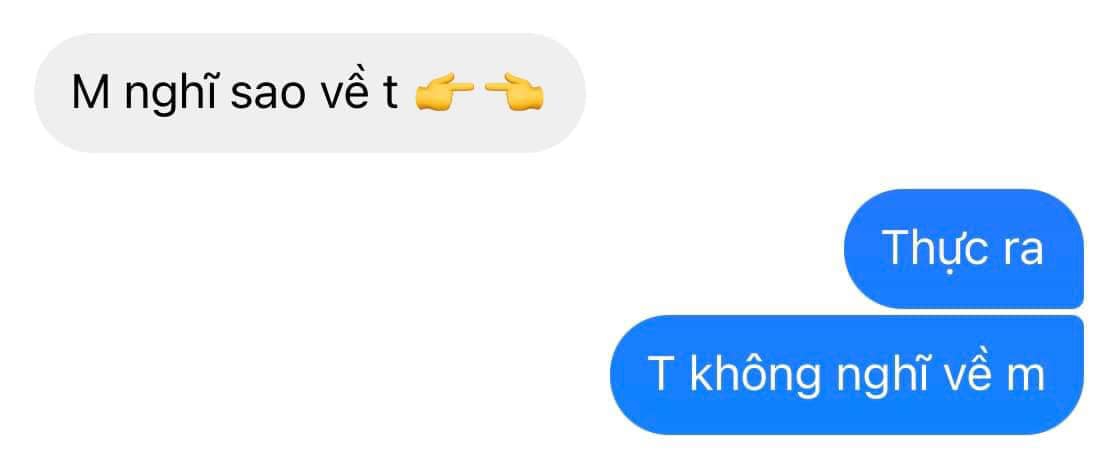 M nghĩ sao về t 👉👈
Thực ra
T không nghĩ về m